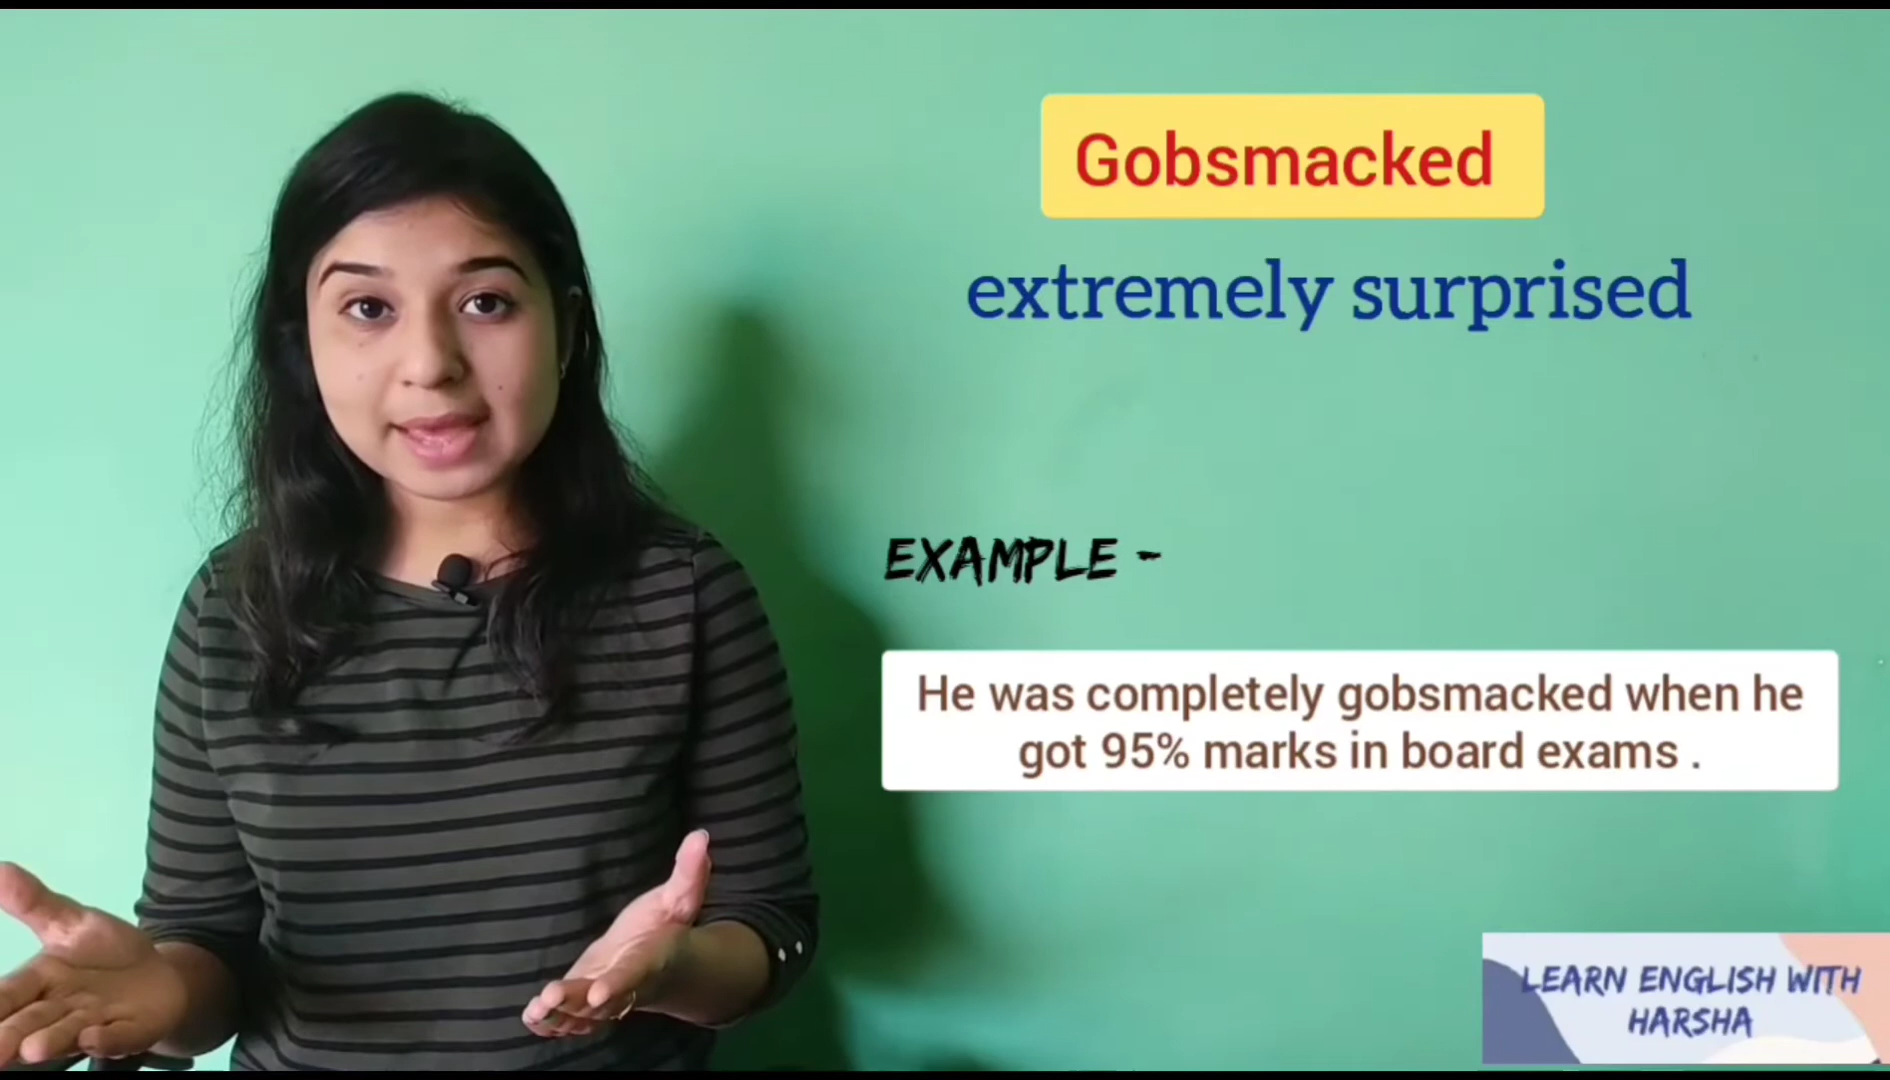 Gobsmacked
extremely surprised
EXAMPLE -
He was completely gobsmacked when he
got 95% marks in board exams .
LEARN ENGLISH WITH
HARSHA